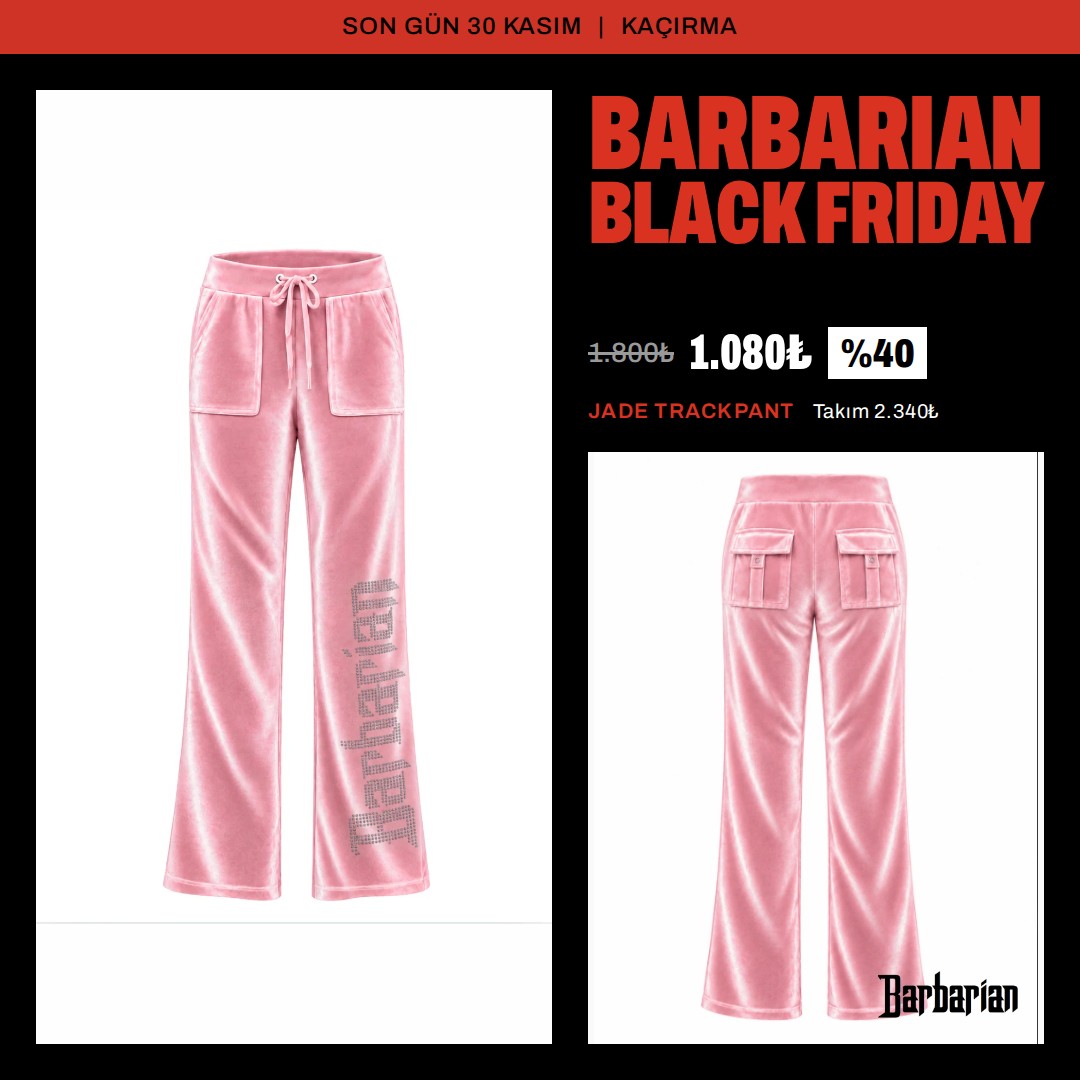 SON GÜN 30 KASIM | KAÇIRMA
BARBARIAN
BLACK FRIDAY
1.800₺ 1.080₺ %40
JADE TRACKPANT Takım 2.340₺
Barbarian
Barbarian